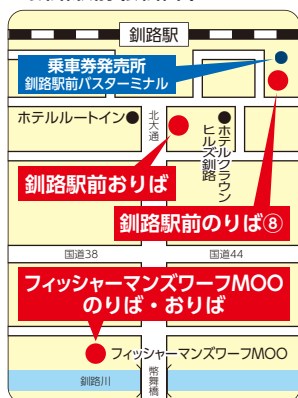 釧路駅
乗車券発売所
釧路駅前バスターミナル
ホテルルートイン
北大通
ホテルクラウン
ヒルズ釧路
釧路駅前おりば
釧路駅前のりば⑧
国道38
国道44
フィッシャーマンズワーフMOO
のりば・おりば
フィッシャーマンズワーフMOO
釧路川
幣舞橋